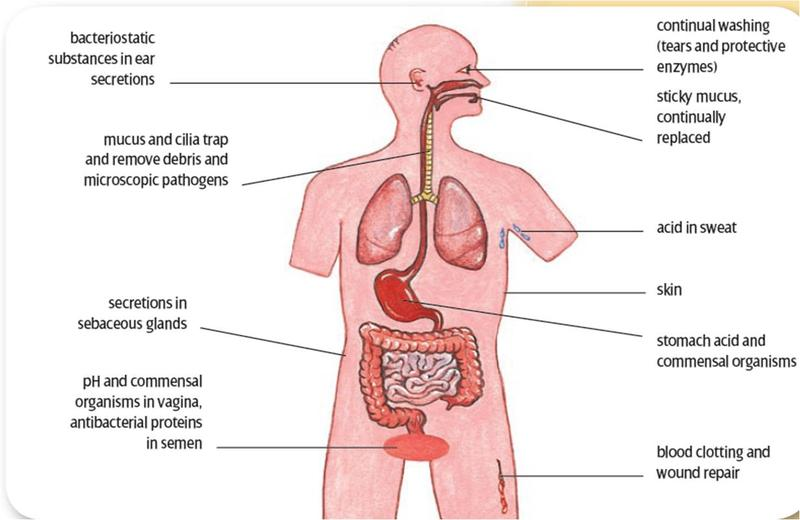 bacteriostatic
substances in ear
secretions
mucus and cilia trap
and remove debris and
microscopic pathogens
secretions in
sebaceous glands
pH and commensal
organisms in vagina,
antibacterial proteins
in semen
continual washing
(tears and protective
enzymes)
sticky mucus,
continually
replaced
acid in sweat
skin
stomach acid and
commensal organisms
blood clotting and
wound repair